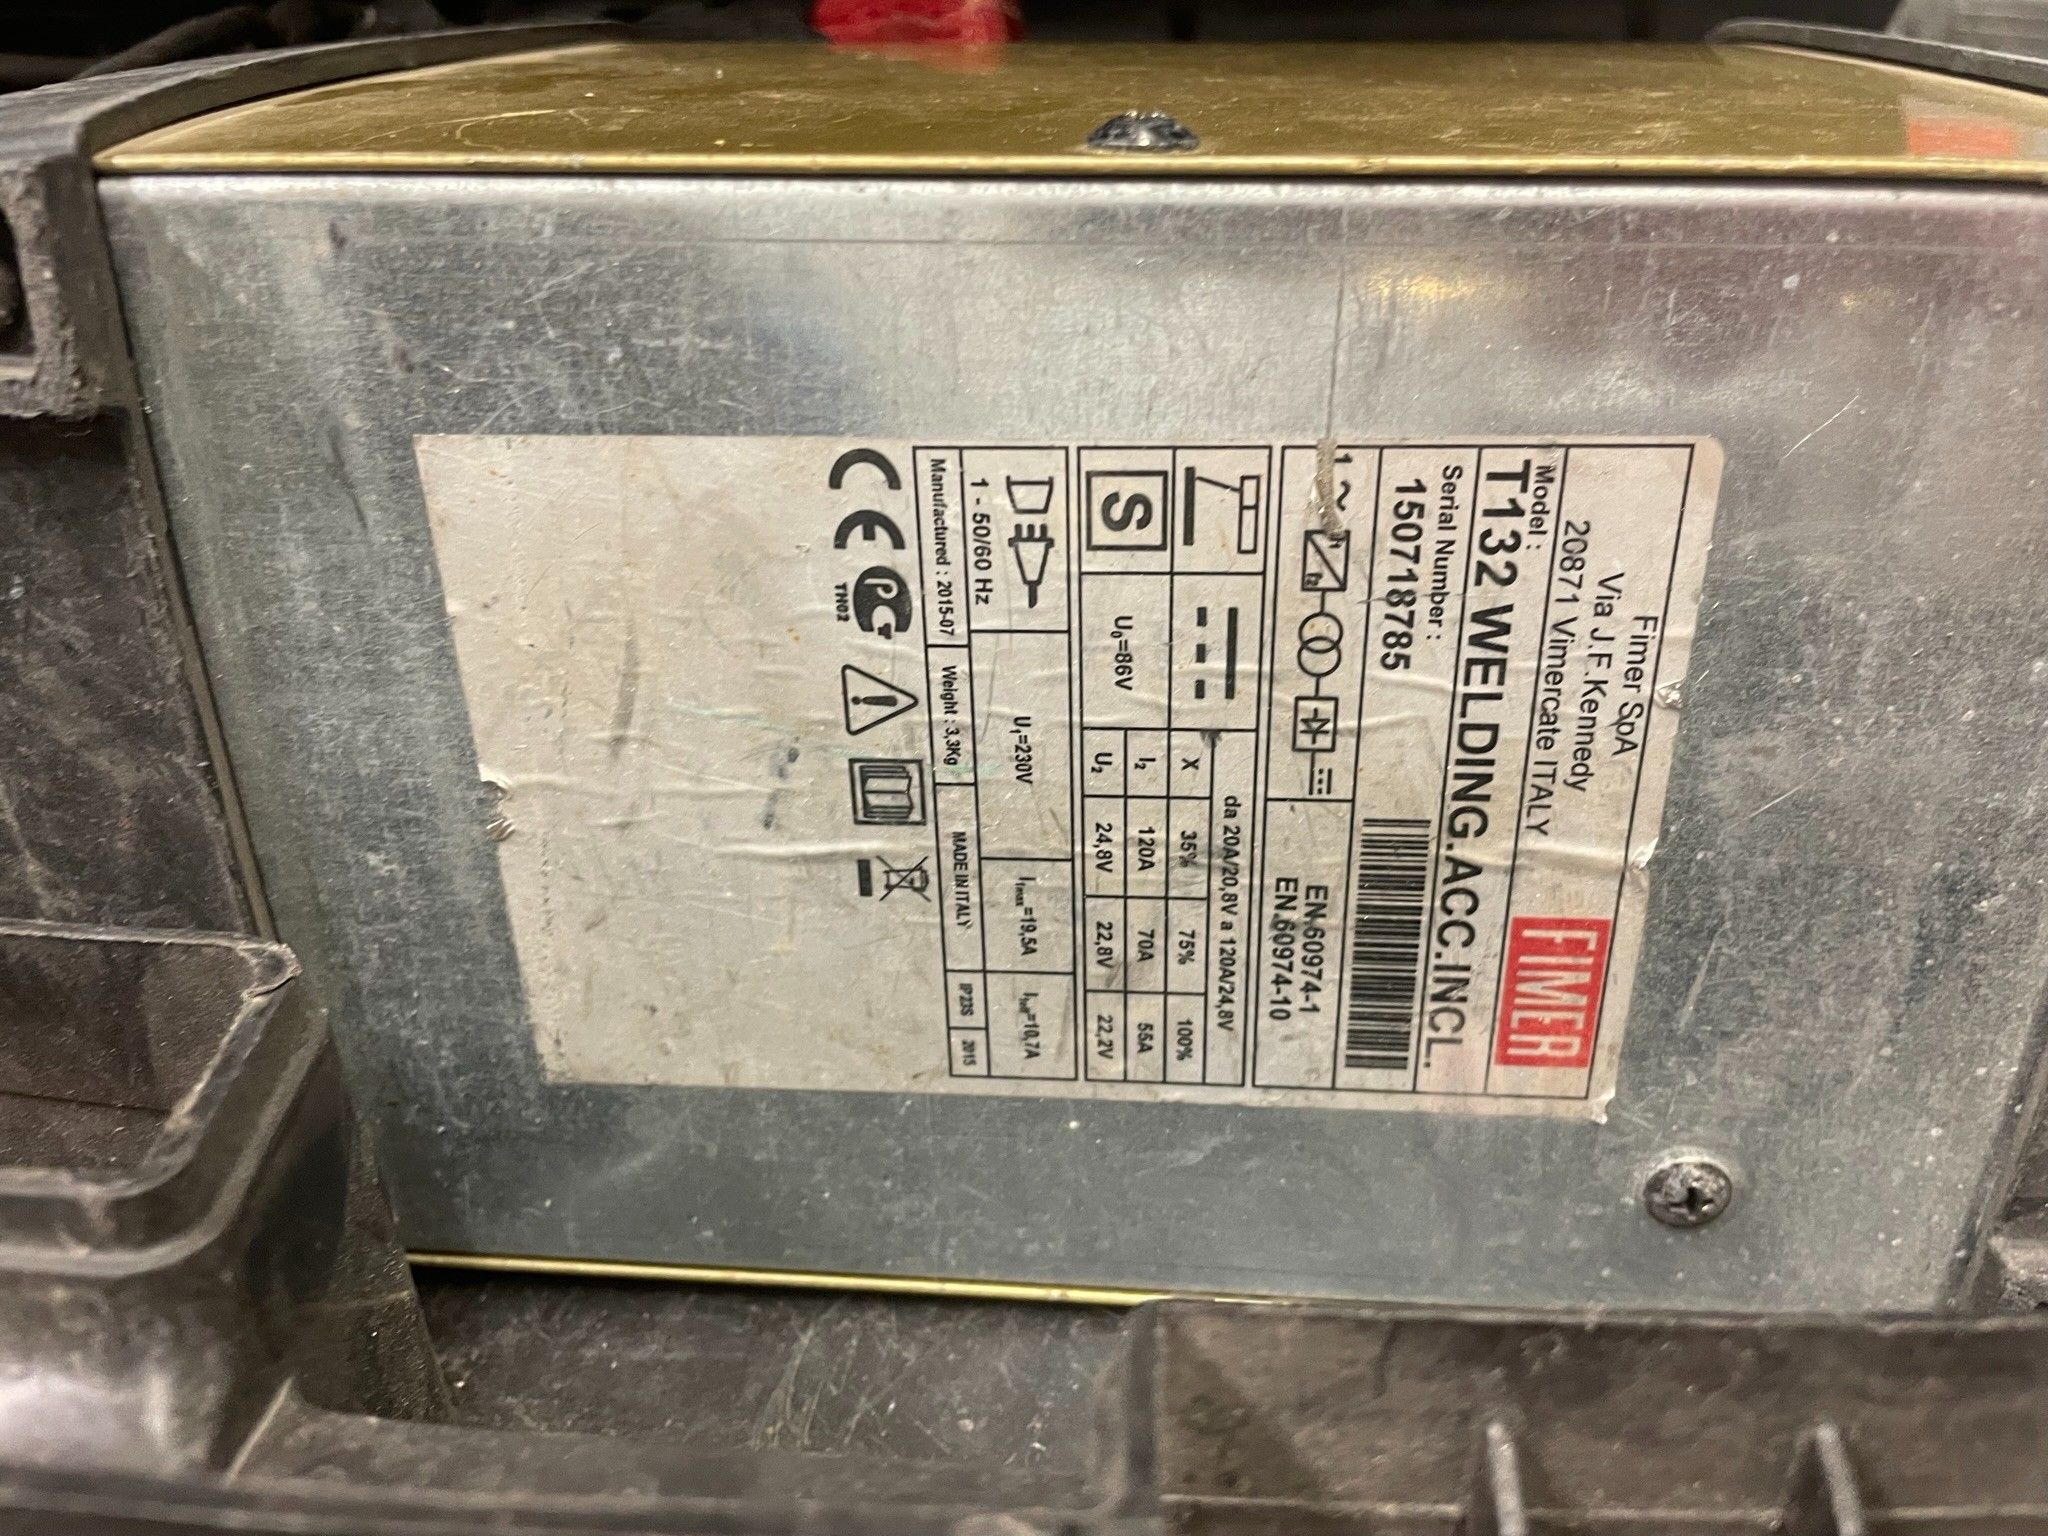 Fimer SpA
Via J.F.Kennedy
20871 Vimercate ITALY
FIMER
Model :
T132 WELDING.ACC.INCL..
Serial Number :
150718785
1 ~
EN.60974-1
EN.60974-10
da 20A/20,8V a 120A/24,8V
X 35% 75% 100%
S
U₀=86V
I₂ 120A 70A 55A
U₂ 24,8V 22,8V 22,2V
1 - 50/60 Hz
U₁=230V
I₁max=19,5A
I₁eff=10,7A
Manufactured : 2015-07
Weight : 3,3Kg
MADE IN ITALY
IP23S
2015
CE
TH02